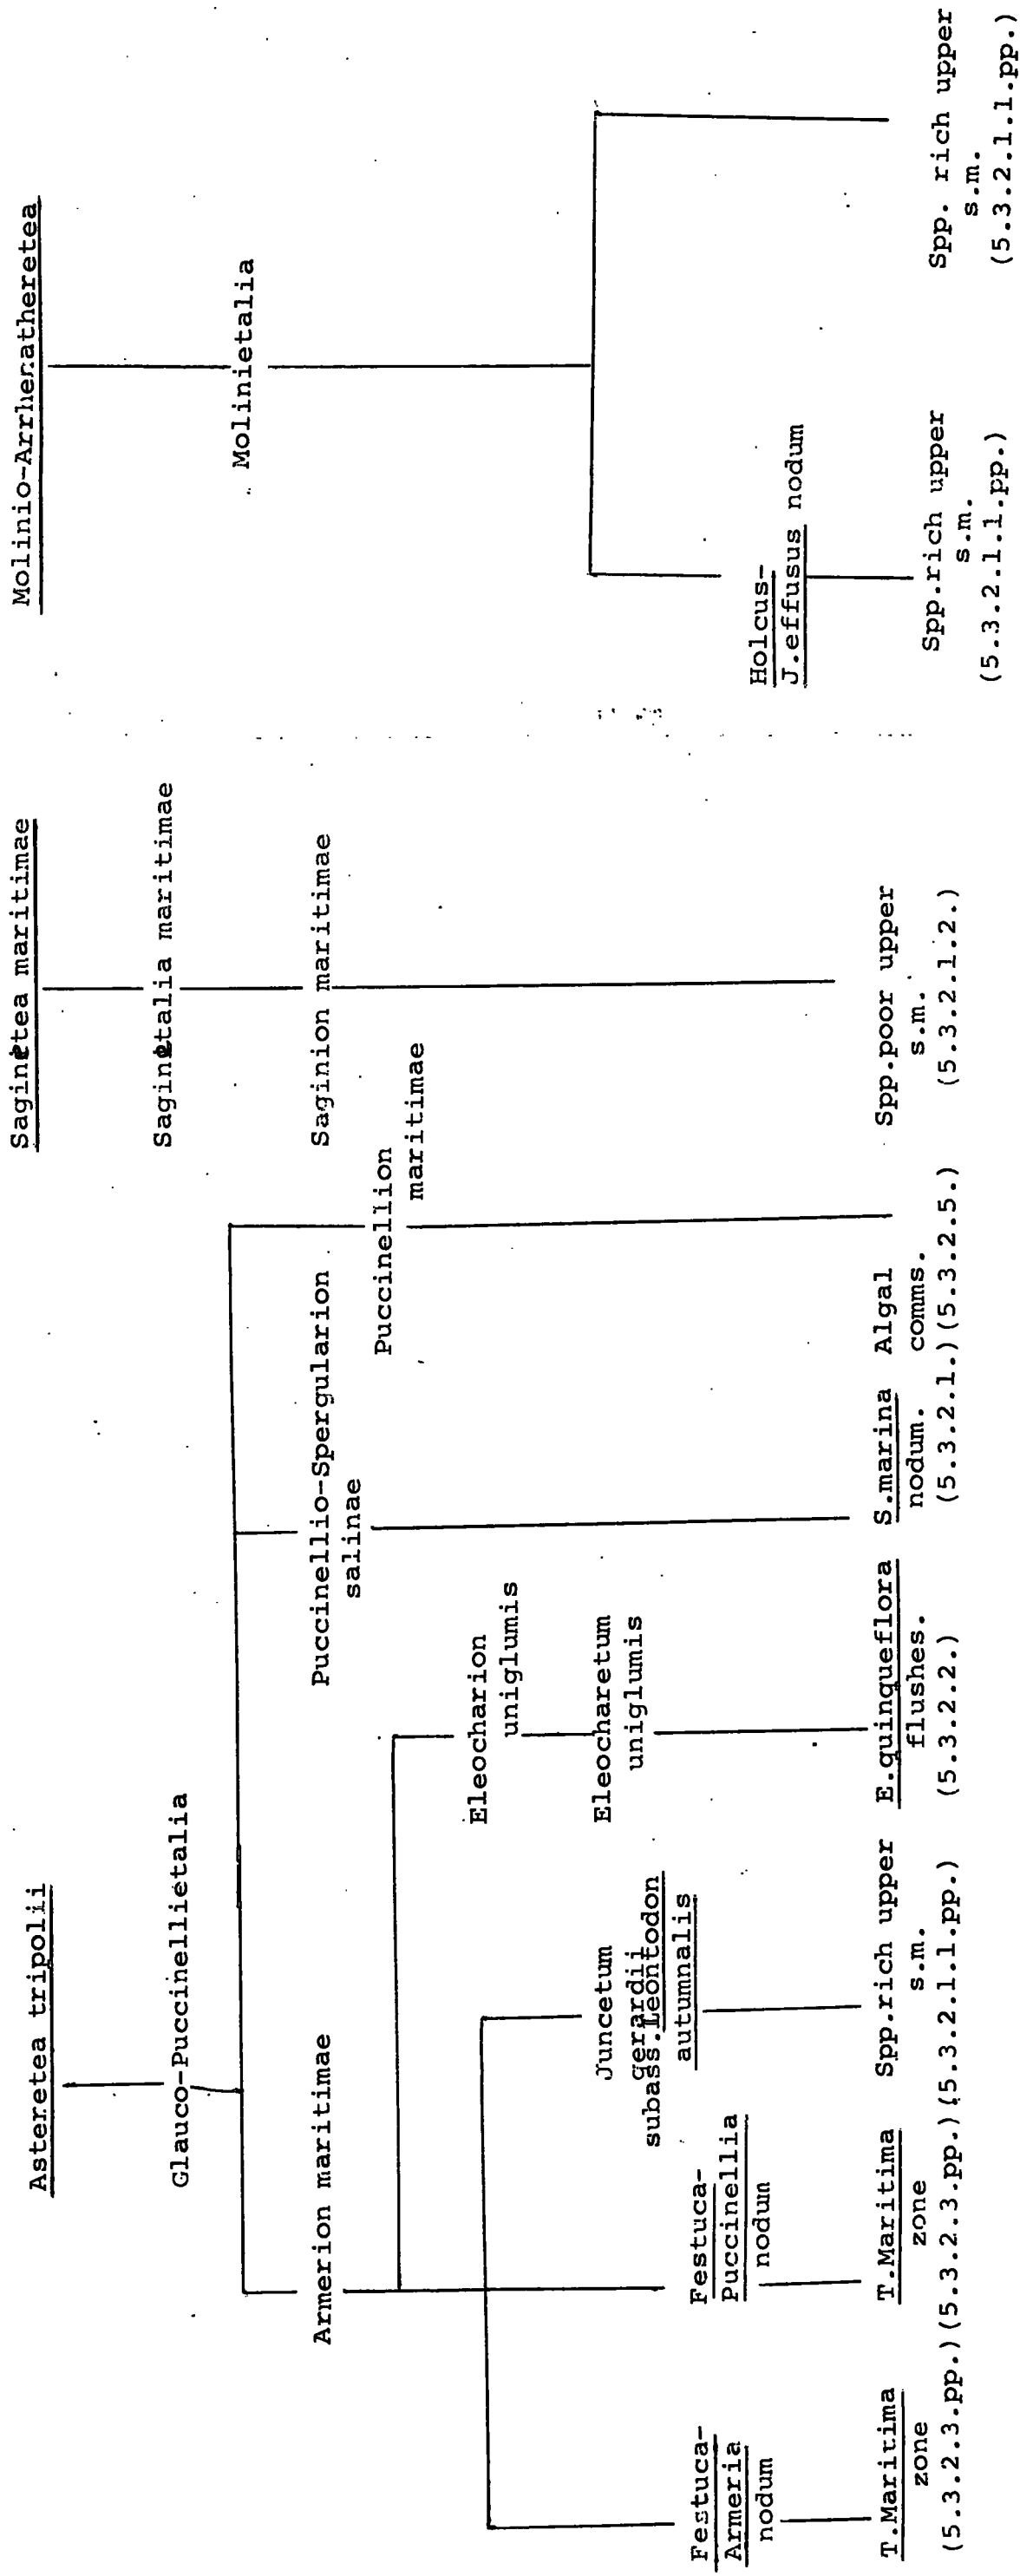 Asteretea tripolii
Saginetea maritimae
Molinio-Arrhenatheretea
Glauco-Puccinellietalia
Saginetalia maritimae
Molinietalia
Armerion maritimae
Puccinellio-Spergularion
salinae
Puccinellion
maritimae
Saginion maritimae
Eleocharion
uniglumis
Eleocharetum
uniglumis
Juncetum
gerardii
subass.Leontodon
autumnalis
Festuca-
Armeria
nodum
Festuca-
Puccinellia
nodum
Holcus-
J.effusus nodum
T.Maritima
zone
(5.3.2.3.pp.)
T.Maritima
zone
(5.3.2.3.pp.)
Spp.rich upper
s.m.
(5.3.2.1.1.pp.)
E.quinqueflora
flushes.
(5.3.2.2.)
S.marina
nodum.
(5.3.2.1.)
Algal
comms.
(5.3.2.5.)
Spp.poor upper
s.m.
(5.3.2.1.2.)
Spp.rich upper
s.m.
(5.3.2.1.1.pp.)
Spp. rich upper
s.m.
(5.3.2.1.1.pp.)